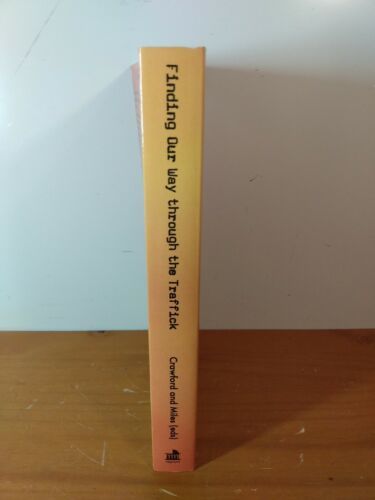 Finding Our Way through the Traffick
Crawford and Miles (eds)